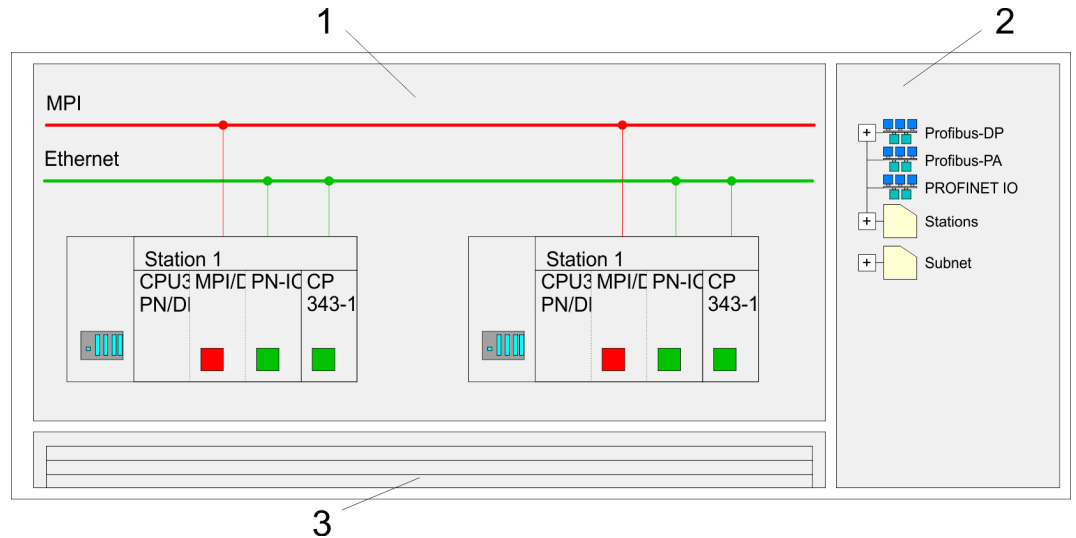 1
2
MPI
Ethernet
Profibus-DP
Profibus-PA
PROFINET IO
Stations
Subnet
Station 1
CPU3 MPI/D PN-IO CP
PN/DI 343-1
Station 1
CPU3 MPI/D PN-IO CP
PN/DI 343-1
3